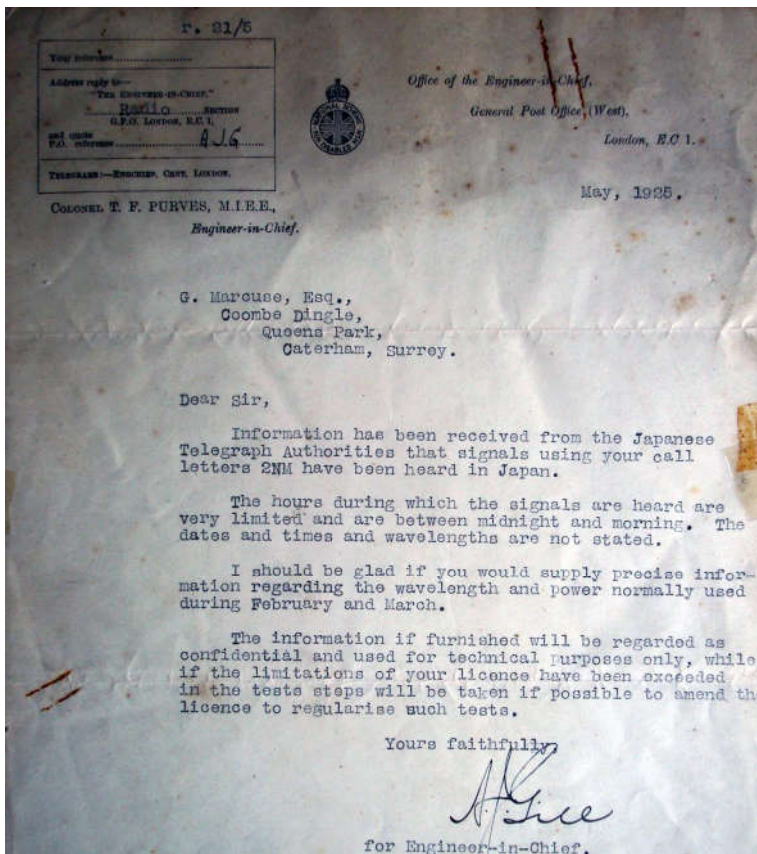 r. 21/5
Your reference
Address reply to—
"THE ENGINEER-IN-CHIEF,"
Radio SECTION
G.P.O. LONDON, E.C.1,
and quote
P.O. reference AJG
TELEGRAMS:—ENGCHIEF, CENT, LONDON.
Office of the Engineer-in-Chief,
General Post Office, (West),
London, E.C 1.
May, 1925.
COLONEL T. F. PURVES, M.I.E.E.,
Engineer-in-Chief.
G. Marcuse, Esq.,
Coombe Dingle,
Queens Park,
Caterham, Surrey.
Dear Sir,
Information has been received from the Japanese
Telegraph Authorities that signals using your call
letters 2NM have been heard in Japan.
The hours during which the signals are heard are
very limited and are between midnight and morning. The
dates and times and wavelengths are not stated.
I should be glad if you would supply precise infor-
mation regarding the wavelength and power normally used
during February and March.
The information if furnished will be regarded as
confidential and used for technical purposes only, while
if the limitations of your licence have been exceeded
in the tests steps will be taken if possible to amend th
licence to regularise such tests.
Yours faithfully,
A.J. Gill
for Engineer-in-Chief.